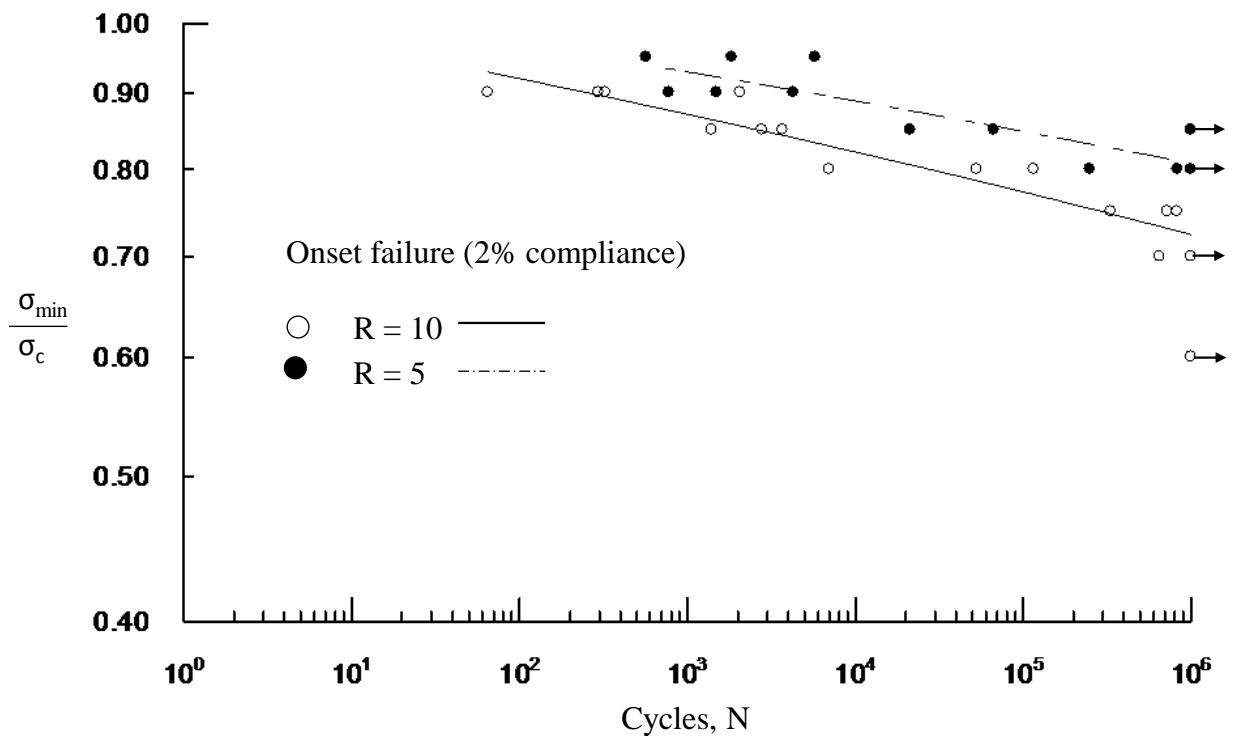 1.00
0.90
0.80
0.70
0.60
0.50
0.40
σmin
σc
Onset failure (2% compliance)
R = 10
R = 5
10⁰ 10¹ 10² 10³ 10⁴ 10⁵ 10⁶
Cycles, N